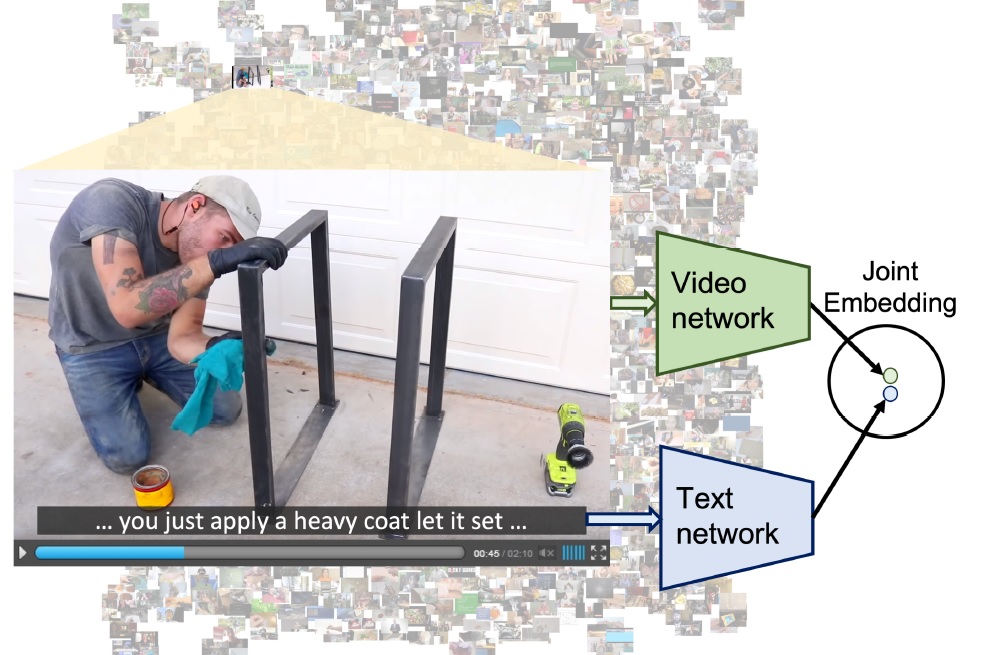 Video
network
Joint
Embedding
Text
network
... you just apply a heavy coat let it set ...
00:45 / 02:10